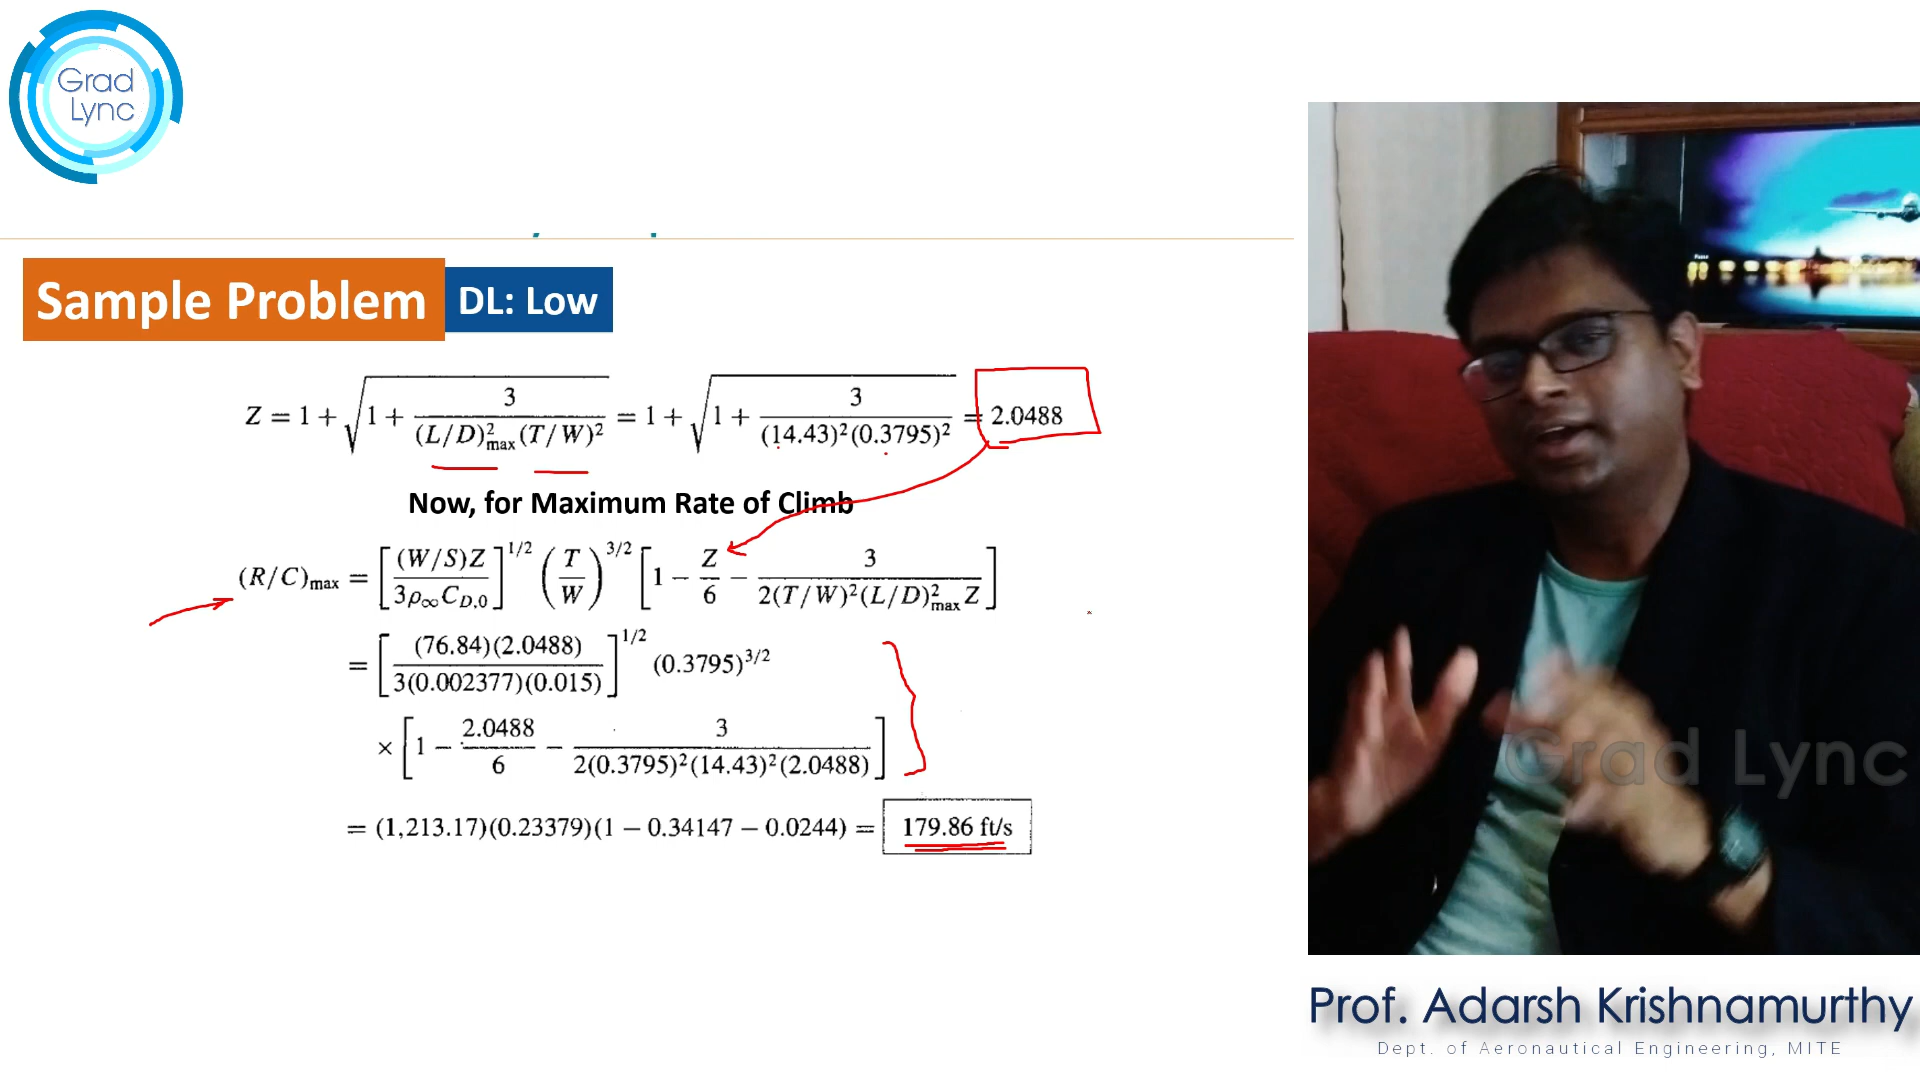 Grad
Lync
Sample Problem DL: Low
Z = 1 + √(1 + 3 / ((L/D)²max (T/W)²)) = 1 + √(1 + 3 / ((14.43)²(0.3795)²)) = 2.0488
Now, for Maximum Rate of Climb
(R/C)max = [(W/S)Z / (3ρ∞C_D,0)]^1/2 (T/W)^3/2 [1 − Z/6 − 3 / (2(T/W)²(L/D)²max Z)]
= [(76.84)(2.0488) / (3(0.002377)(0.015))]^1/2 (0.3795)^3/2
× [1 − 2.0488/6 − 3 / (2(0.3795)²(14.43)²(2.0488))]
= (1,213.17)(0.23379)(1 − 0.34147 − 0.0244) = 179.86 ft/s
Grad Lync
Prof. Adarsh Krishnamurthy
Dept. of Aeronautical Engineering, MITE